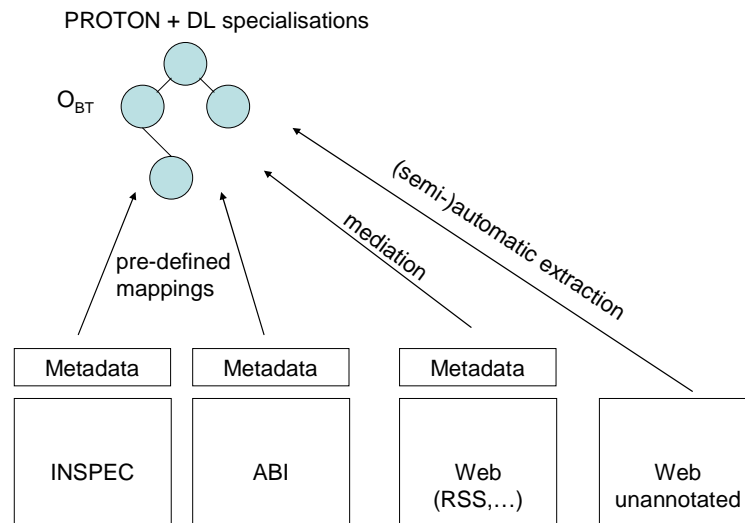 PROTON + DL specialisations
OBT
(semi-)automatic extraction
mediation
pre-defined
mappings
Metadata
Metadata
Metadata
INSPEC
ABI
Web
(RSS,…)
Web
unannotated